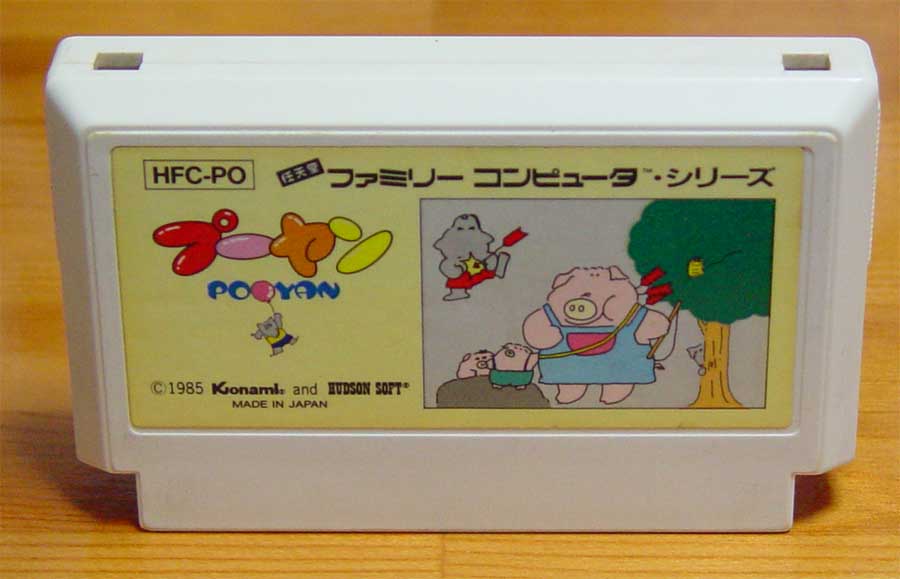 HFC-PO 任天堂 ファミリー コンピュータ™・シリーズ
プーヤン
POOYAN
©1985 Konami® and HUDSON SOFT®
MADE IN JAPAN